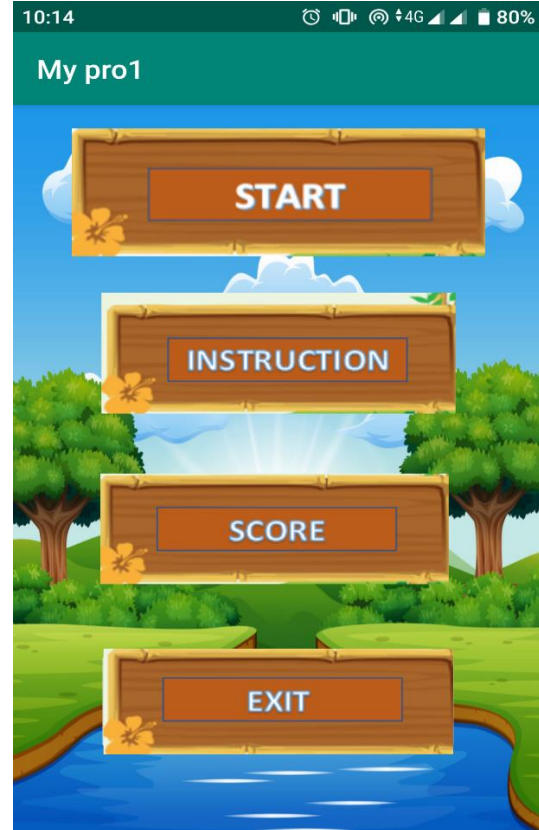 10:14 4G 80%
My pro1
START
INSTRUCTION
SCORE
EXIT